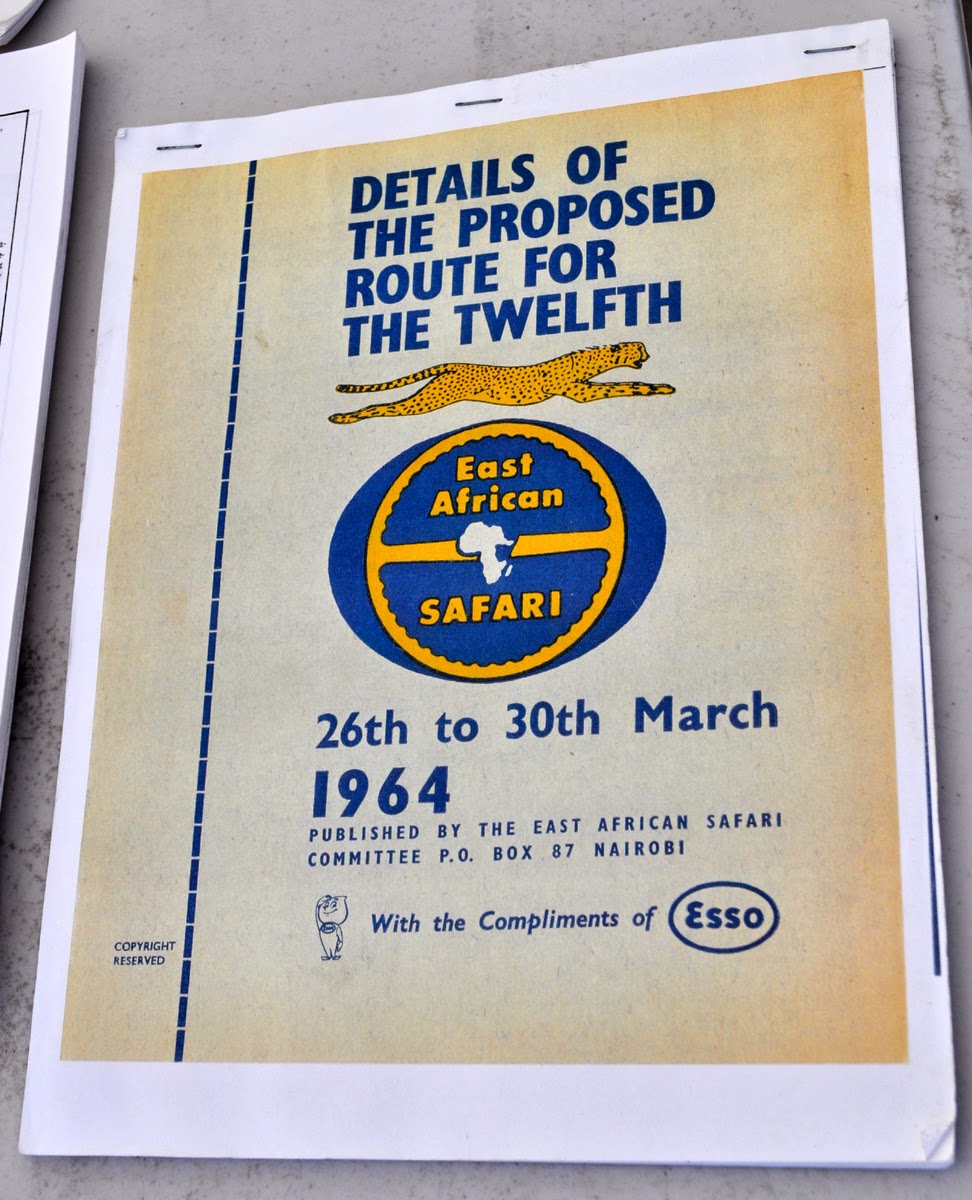 DETAILS OF
THE PROPOSED
ROUTE FOR
THE TWELFTH
East
African
SAFARI
26th to 30th March
1964
PUBLISHED BY THE EAST AFRICAN SAFARI
COMMITTEE P.O. BOX 87 NAIROBI
With the Compliments of Esso
COPYRIGHT
RESERVED